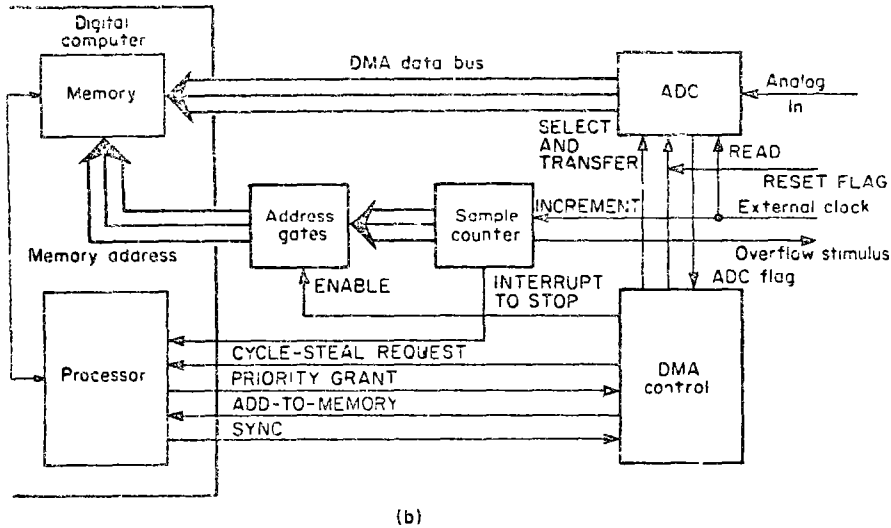 Digital
computer
Memory
DMA data bus
ADC
Analog
In
SELECT
AND
TRANSFER
READ
RESET FLAG
Address
gates
Sample
counter
INCREMENT
External clock
Memory address
Overflow stimulus
ENABLE
INTERRUPT
TO STOP
ADC flag
Processor
CYCLE-STEAL REQUEST
PRIORITY GRANT
ADD-TO-MEMORY
SYNC
DMA
control
(b)